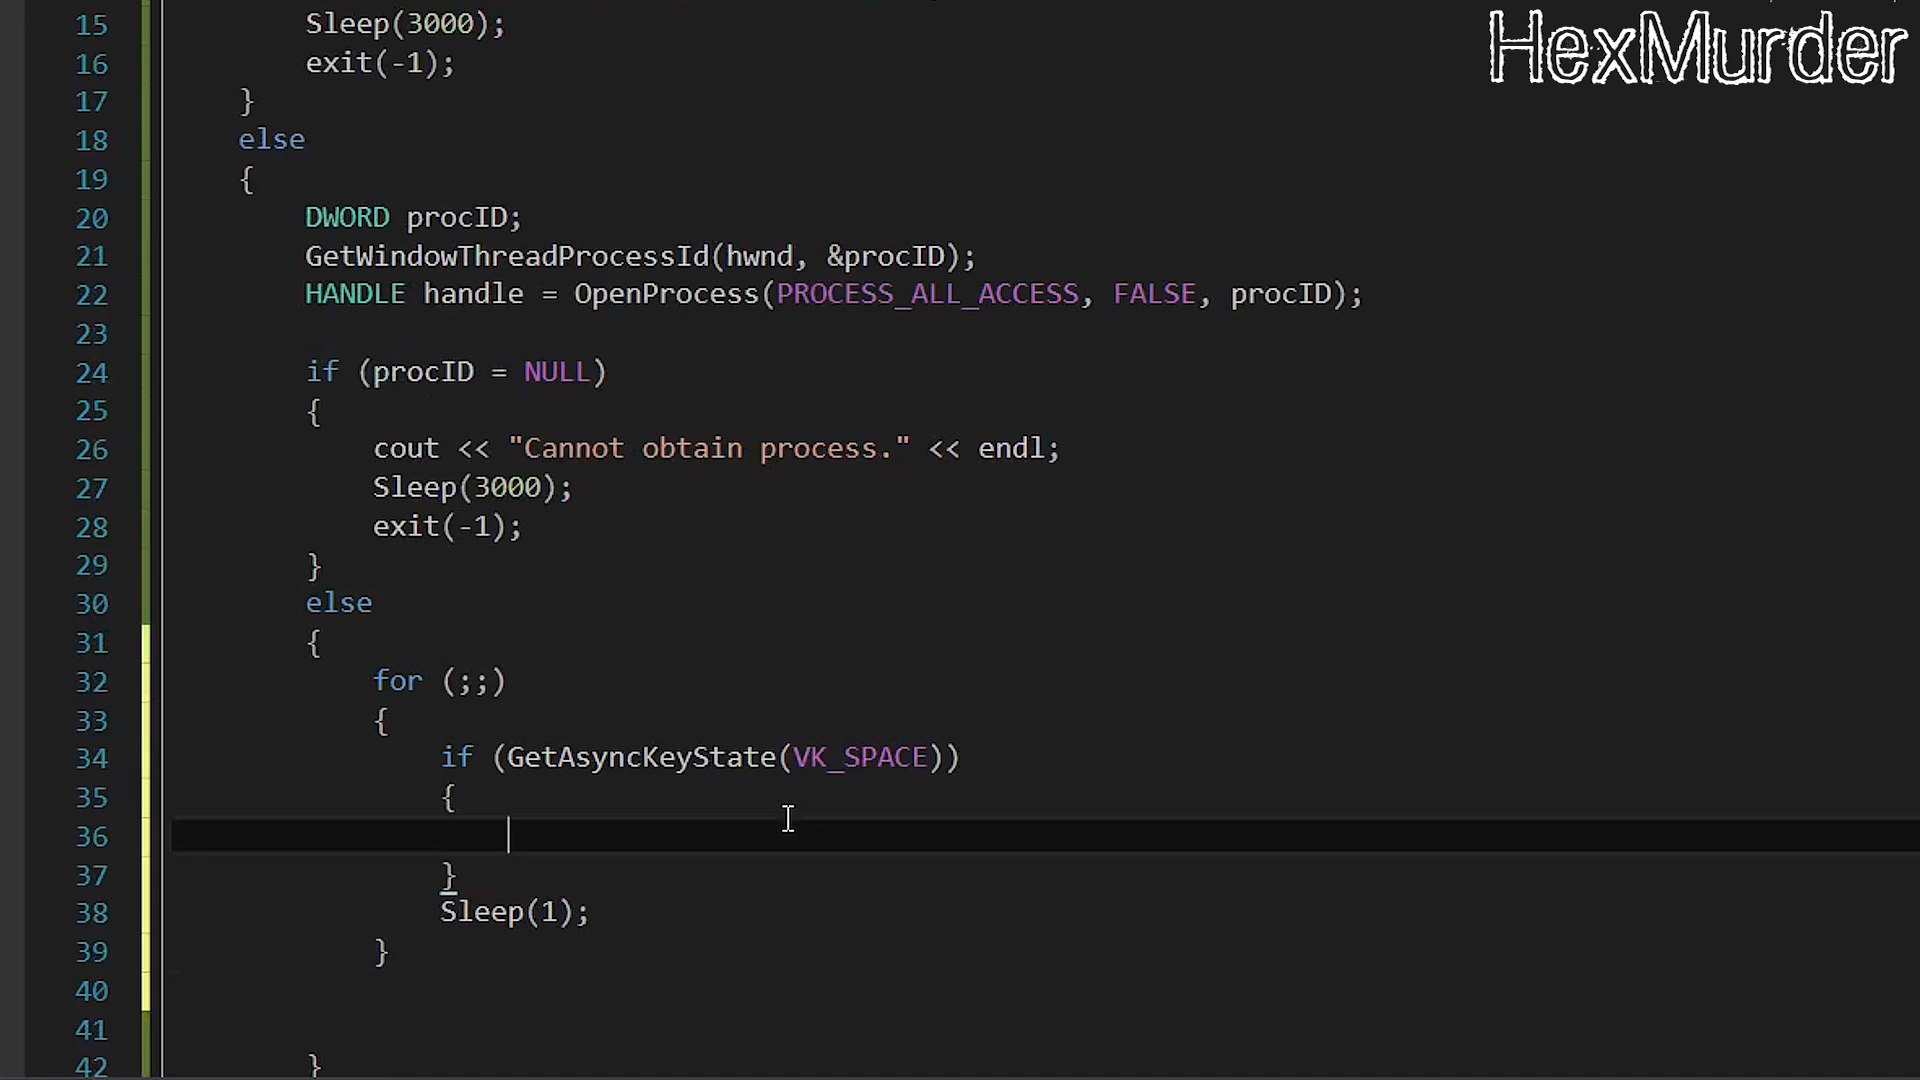 HexMurder
15 Sleep(3000);
16 exit(-1);
17 }
18 else
19 {
20 DWORD procID;
21 GetWindowThreadProcessId(hwnd, &procID);
22 HANDLE handle = OpenProcess(PROCESS_ALL_ACCESS, FALSE, procID);
23
24 if (procID = NULL)
25 {
26 cout << "Cannot obtain process." << endl;
27 Sleep(3000);
28 exit(-1);
29 }
30 else
31 {
32 for (;;)
33 {
34 if (GetAsyncKeyState(VK_SPACE))
35 {
36
37 }
38 Sleep(1);
39 }
40
41
42 }